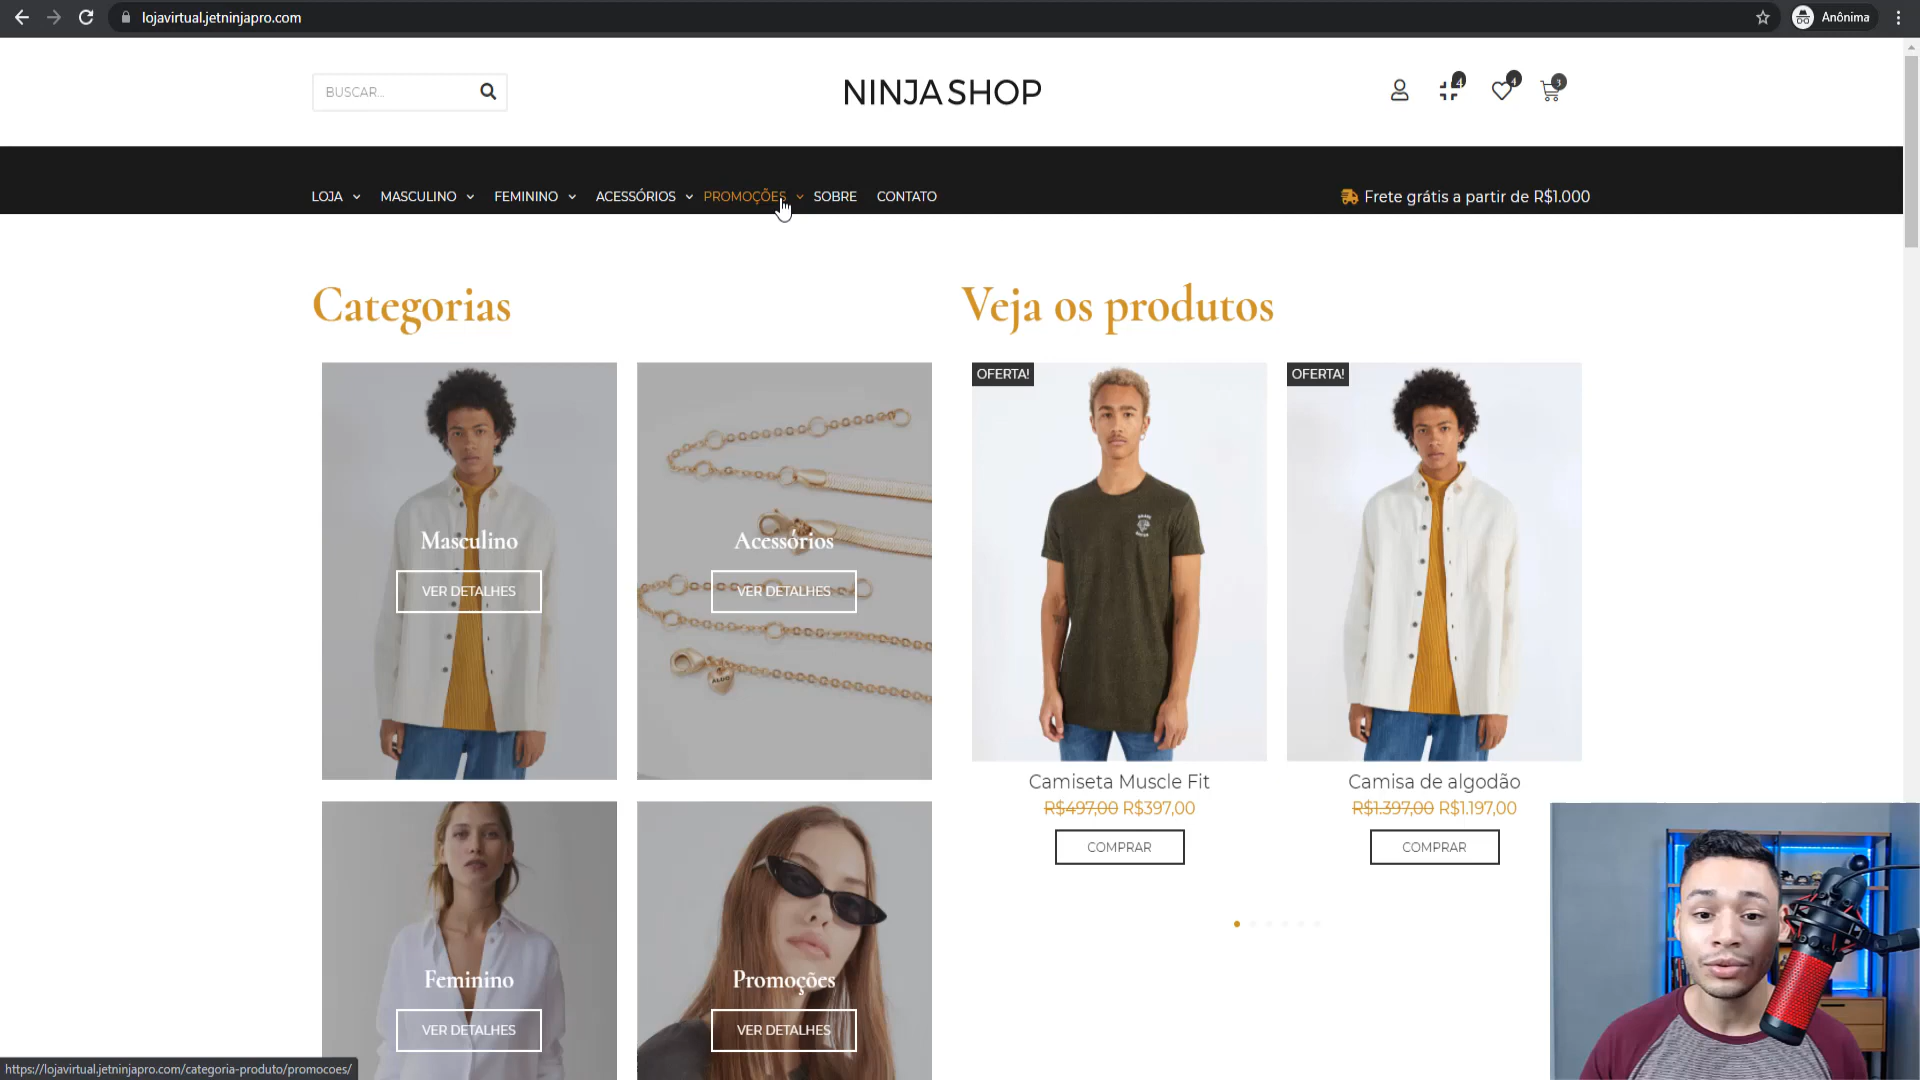 lojavirtual.jetninjapro.com
Anônima
BUSCAR...
NINJA SHOP
4
4
3
LOJA
MASCULINO
FEMININO
ACESSÓRIOS
PROMOÇÕES
SOBRE
CONTATO
Frete grátis a partir de R$1.000
Categorias
Veja os produtos
OFERTA!
OFERTA!
Masculino
VER DETALHES
Acessórios
VER DETALHES
ALDO
Camiseta Muscle Fit
R$497,00 R$397,00
COMPRAR
Camisa de algodão
R$1.397,00 R$1.197,00
COMPRAR
Feminino
VER DETALHES
Promoções
VER DETALHES
https://lojavirtual.jetninjapro.com/categoria-produto/promocoes/